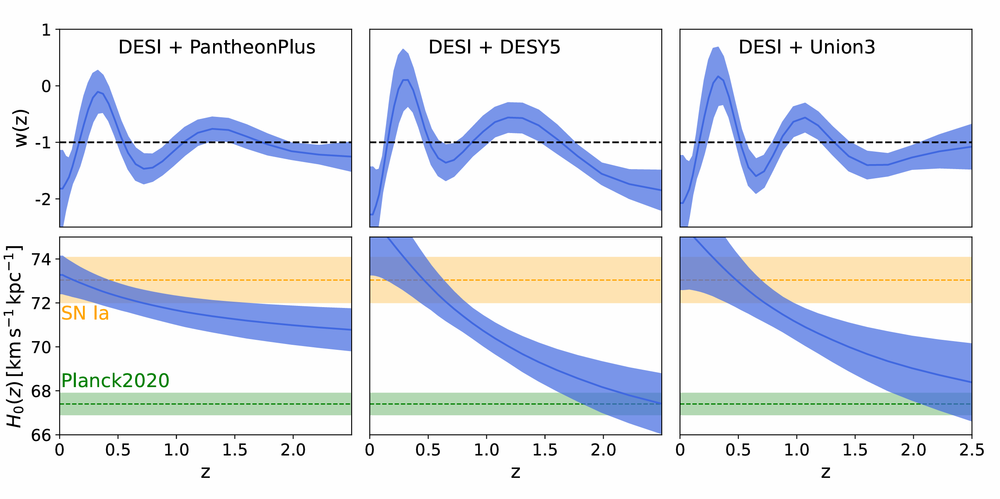 DESI + PantheonPlus
DESI + DESY5
DESI + Union3
w(z)
1
0
-1
-2
H₀(z) [km s⁻¹ kpc⁻¹]
74
72
70
68
66
SN Ia
Planck2020
0 0.5 1.0 1.5 2.0
0 0.5 1.0 1.5 2.0
0 0.5 1.0 1.5 2.0 2.5
z
z
z